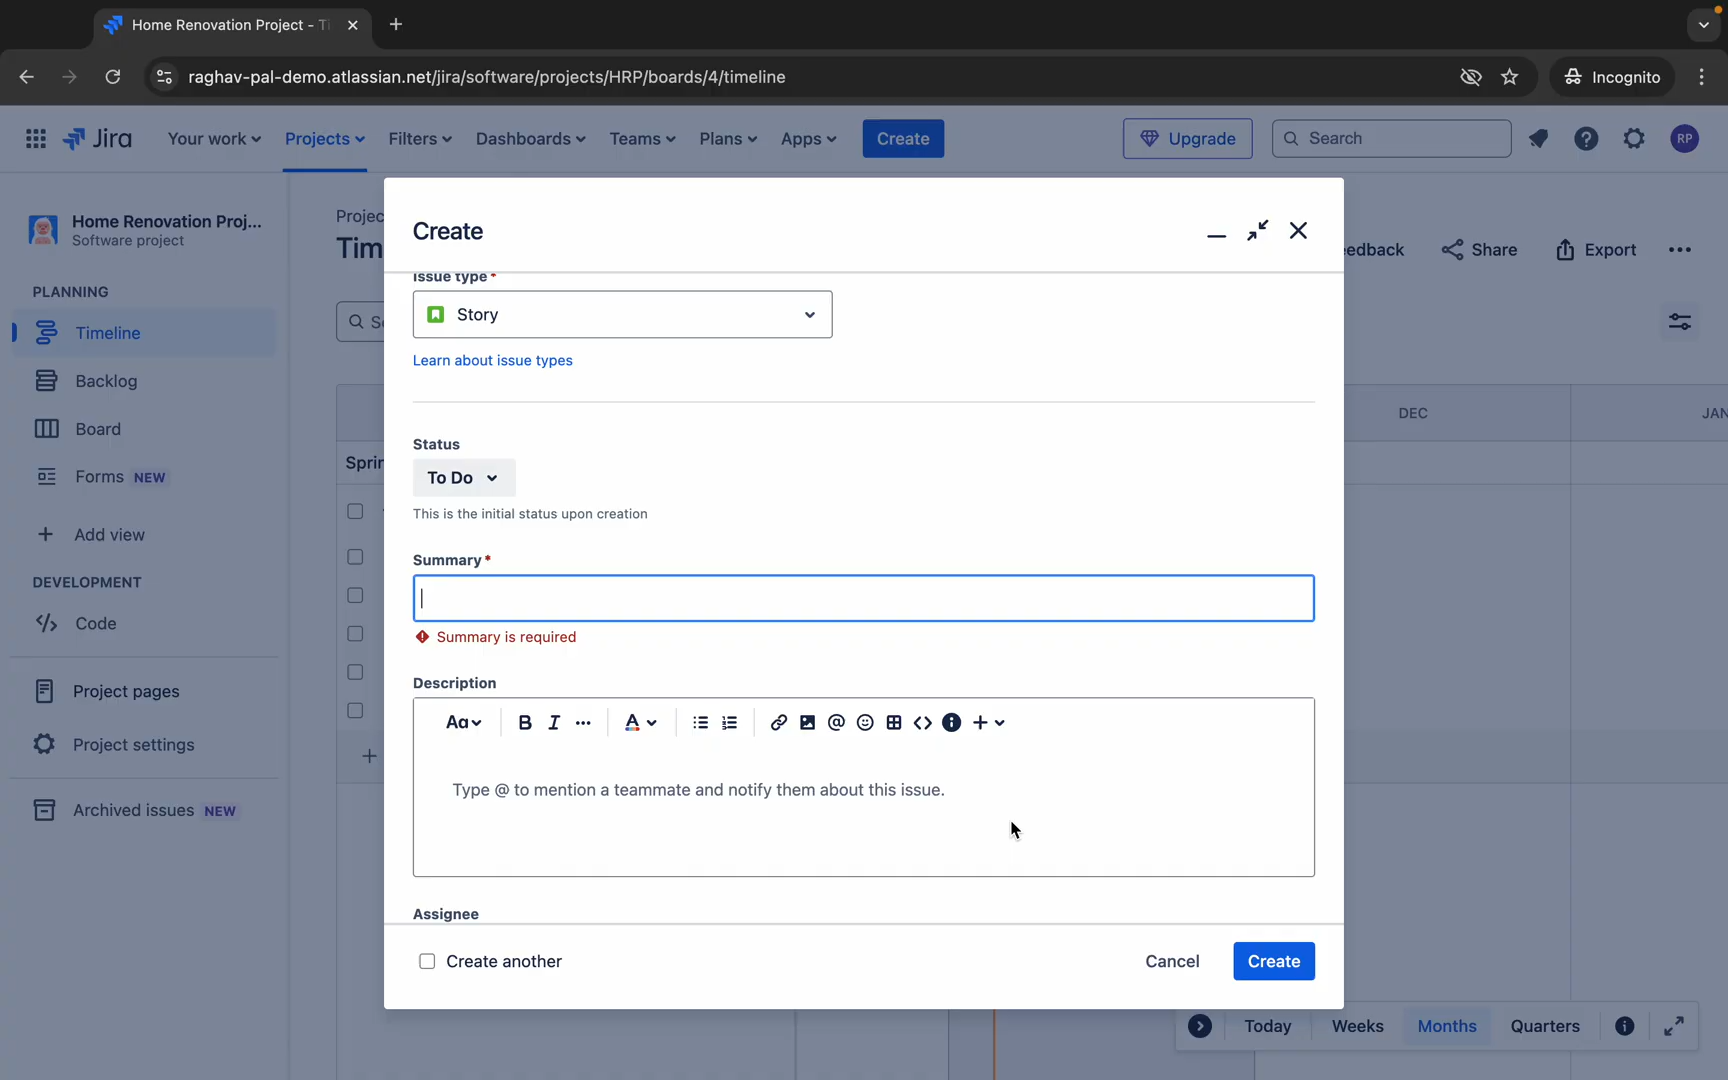 Home Renovation Project - Ti
raghav-pal-demo.atlassian.net/jira/software/projects/HRP/boards/4/timeline
Incognito
Jira
Your work
Projects
Filters
Dashboards
Teams
Plans
Apps
Create
Upgrade
Search
RP
Home Renovation Proj...
Software project
PLANNING
Timeline
Backlog
Board
Forms NEW
Add view
DEVELOPMENT
Code
Project pages
Project settings
Archived issues NEW
Projec
Tim
S
Sprin
eedback
Share
Export
DEC
JAN
Create
Issue type *
Story
Learn about issue types
Status
To Do
This is the initial status upon creation
Summary *
Summary is required
Description
Aa
B I ... A
Type @ to mention a teammate and notify them about this issue.
Assignee
Create another
Cancel
Create
Today
Weeks
Months
Quarters